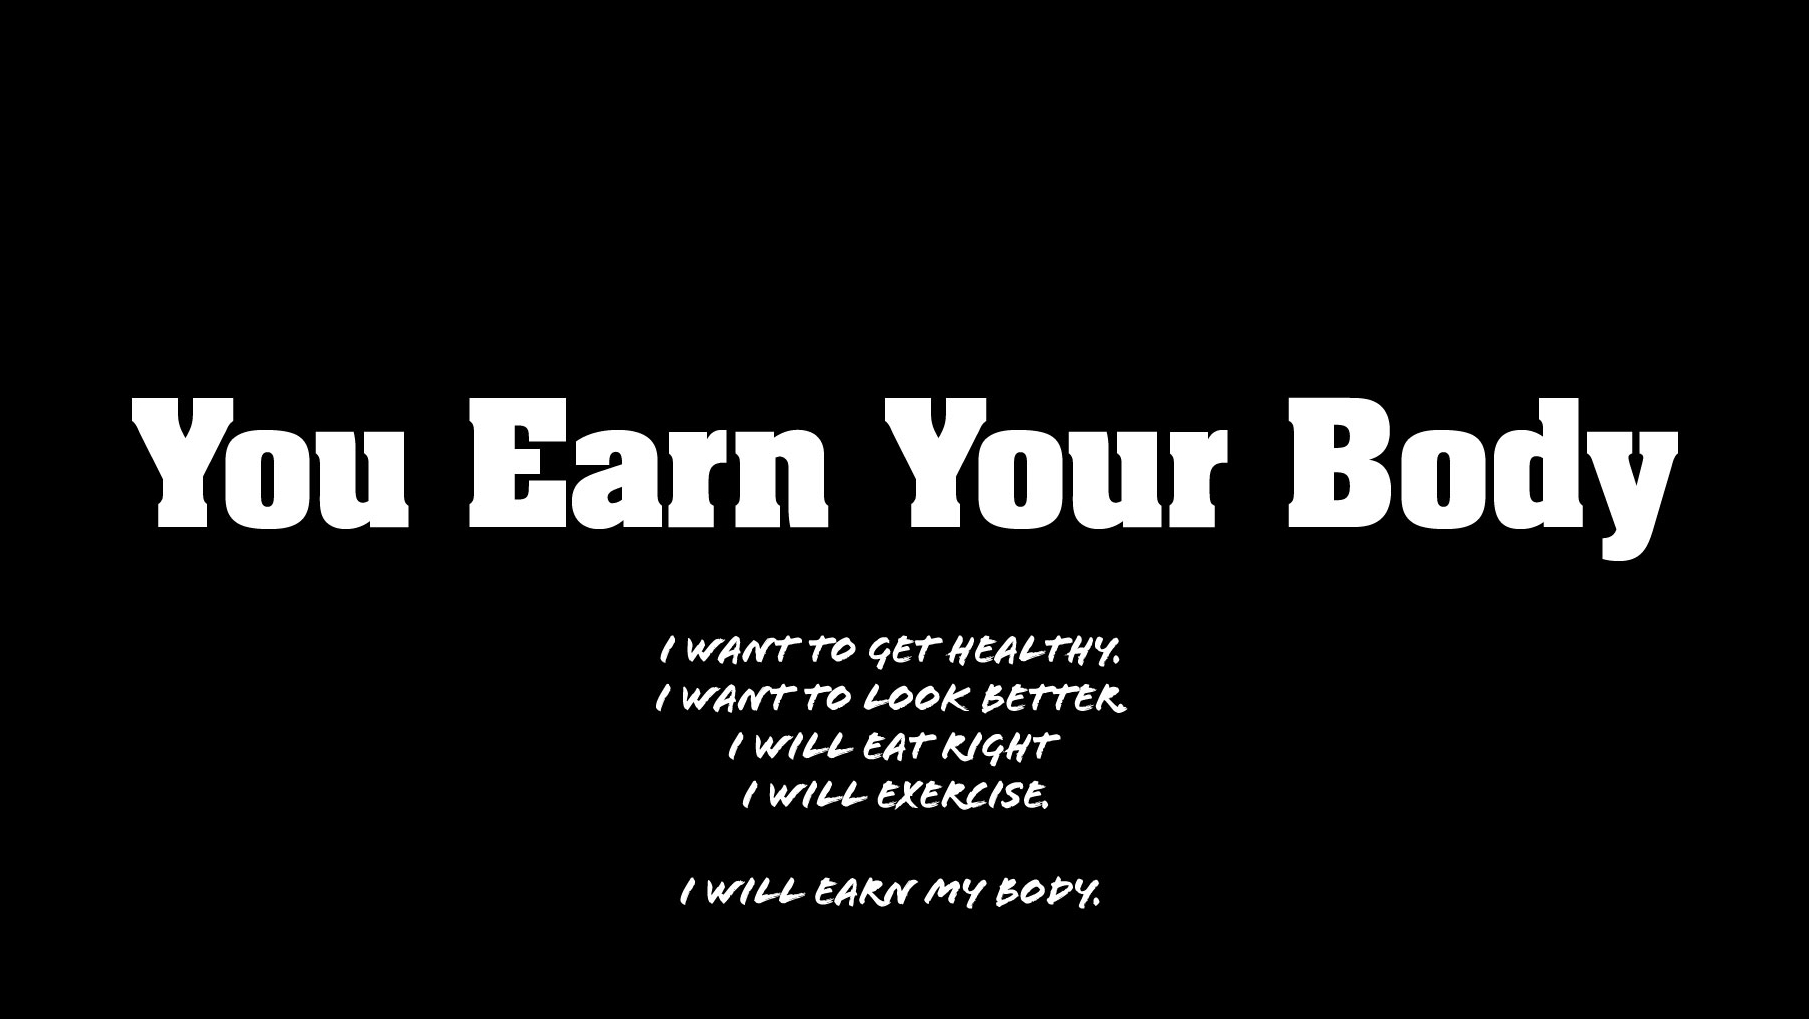 You Earn Your Body
I WANT TO GET HEALTHY.
I WANT TO LOOK BETTER.
I WILL EAT RIGHT
I WILL EXERCISE.
I WILL EARN MY BODY.